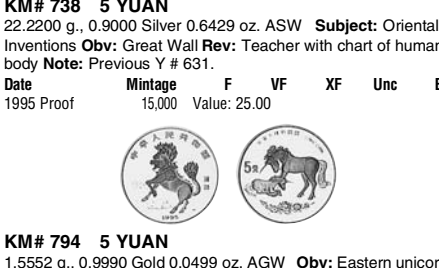 KM# 738 5 YUAN
22.2200 g., 0.9000 Silver 0.6429 oz. ASW Subject: Oriental
Inventions Obv: Great Wall Rev: Teacher with chart of human
body Note: Previous Y # 631.
Date Mintage F VF XF Unc
1995 Proof 15,000 Value: 25.00
1995
5元
KM# 794 5 YUAN
1.5552 g., 0.9990 Gold 0.0499 oz. AGW Obv: Eastern unicor